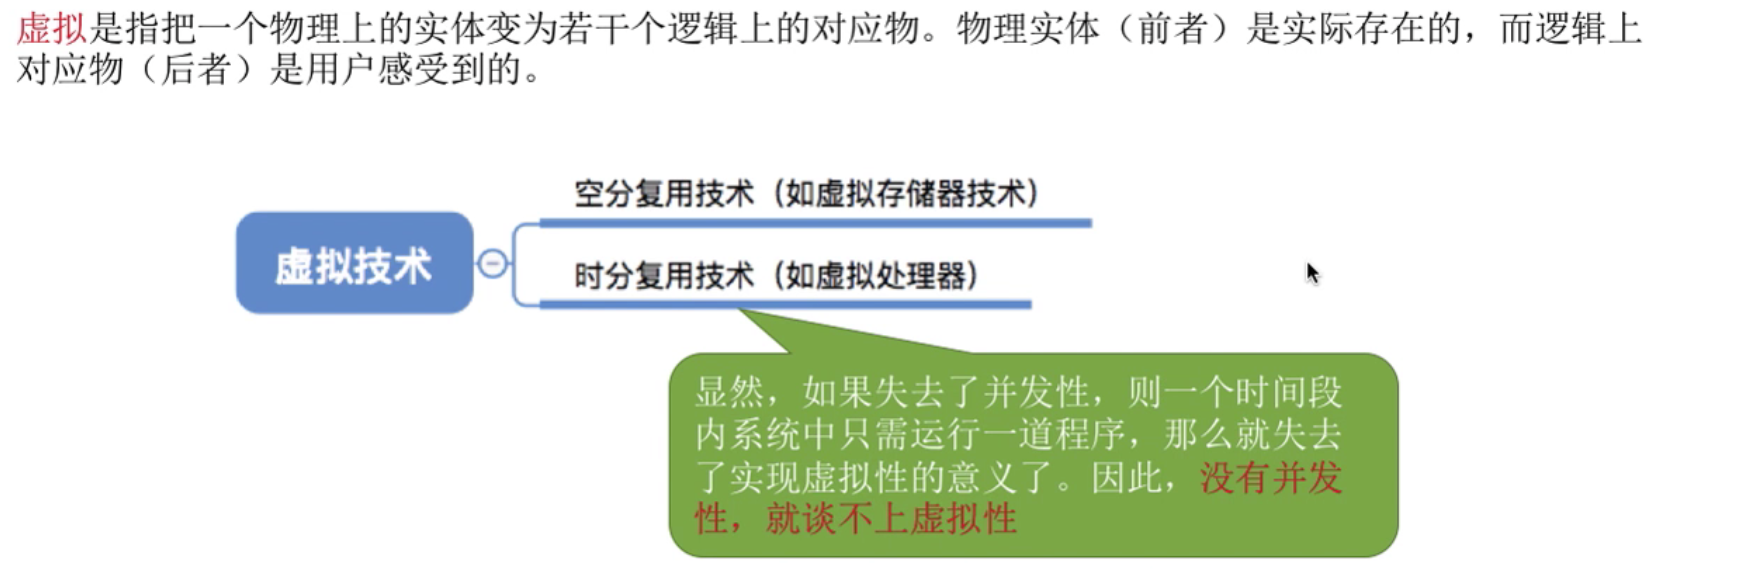 虚拟是指把一个物理上的实体变为若干个逻辑上的对应物。物理实体（前者）是实际存在的，而逻辑上
对应物（后者）是用户感受到的。
空分复用技术（如虚拟存储器技术）
虚拟技术
时分复用技术（如虚拟处理器）
显然，如果失去了并发性，则一个时间段
内系统中只需运行一道程序，那么就失去
了实现虚拟性的意义了。因此，没有并发
性，就谈不上虚拟性